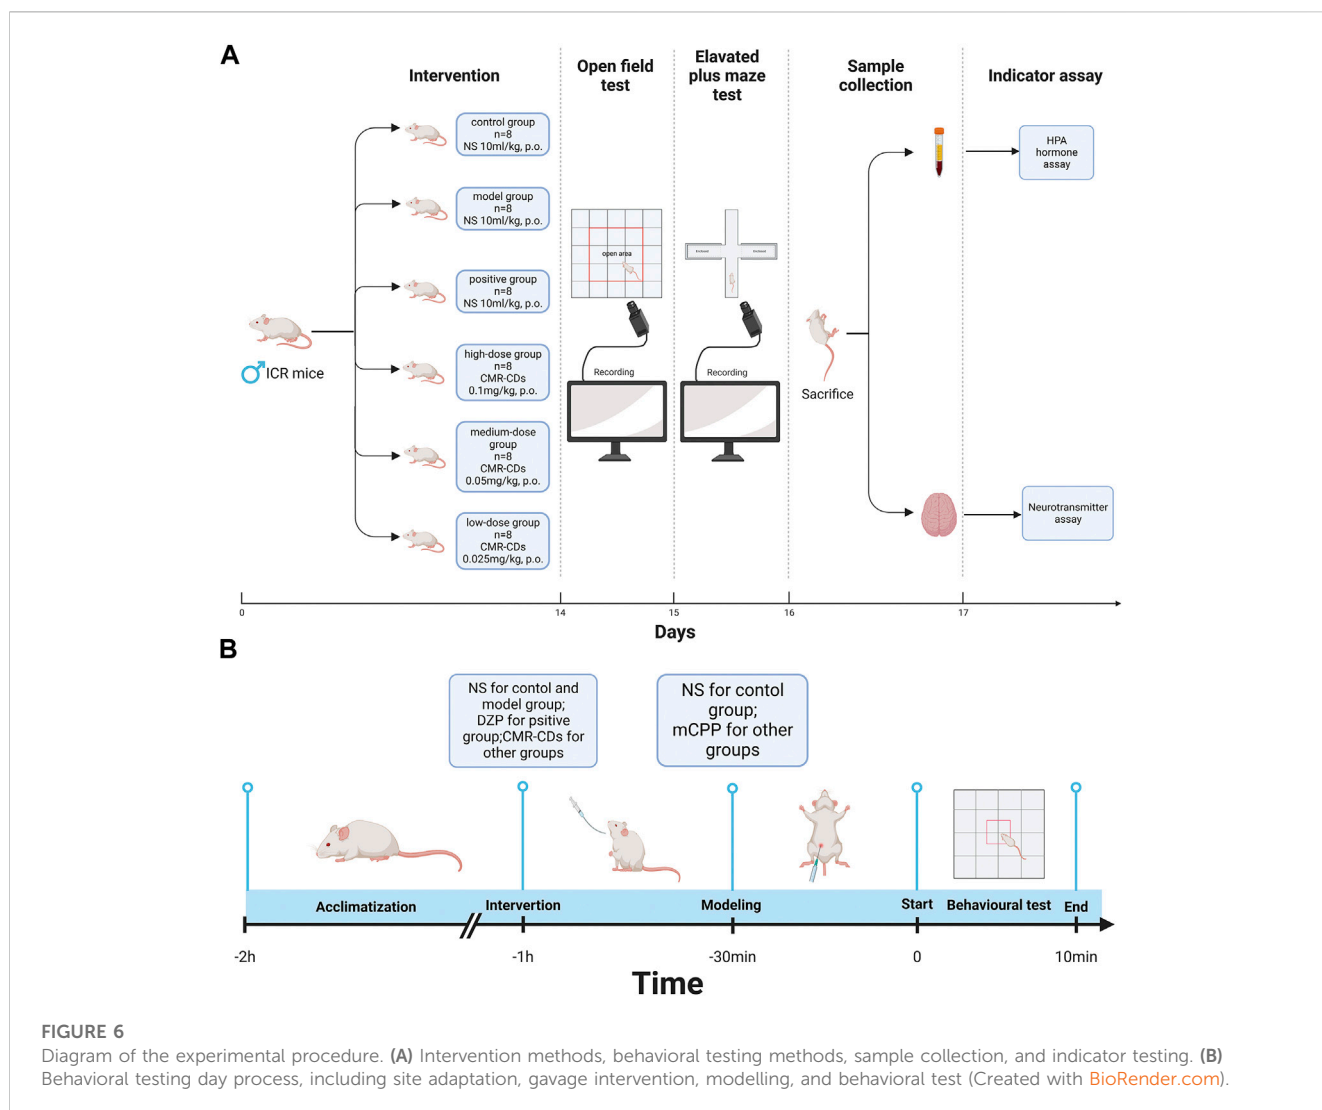 A
Intervention
Open field
test
Elavated
plus maze
test
Sample
collection
Indicator assay
control group
n=8
NS 10ml/kg, p.o.
model group
n=8
NS 10ml/kg, p.o.
positive group
n=8
NS 10ml/kg, p.o.
high-dose group
n=8
CMR-CDs
0.1mg/kg, p.o.
medium-dose
group
n=8
CMR-CDs
0.05mg/kg, p.o.
low-dose group
n=8
CMR-CDs
0.025mg/kg, p.o.
ICR mice
open area
Recording
Enclosed
Enclosed
Recording
Sacrifice
HPA
hormone
assay
Neurotransmitter
assay
0
14
15
16
17
Days
B
NS for contol and
model group;
DZP for psitive
group;CMR-CDs for
other groups
NS for contol
group;
mCPP for other
groups
Acclimatization
Intervertion
Modeling
Start
Behavioural test
End
-2h
-1h
-30min
0
10min
Time
FIGURE 6
Diagram of the experimental procedure. (A) Intervention methods, behavioral testing methods, sample collection, and indicator testing. (B)
Behavioral testing day process, including site adaptation, gavage intervention, modelling, and behavioral test (Created with BioRender.com).